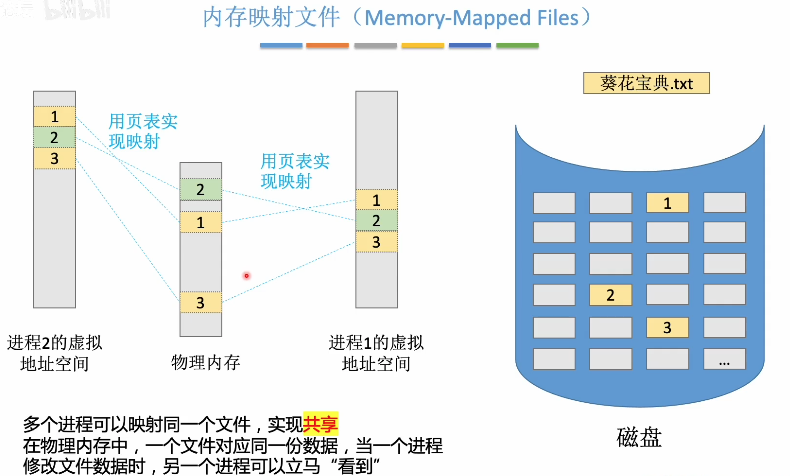 bilibili
内存映射文件（Memory-Mapped Files）
葵花宝典.txt
1
2
3
用页表实
现映射
2
1
3
用页表实
现映射
1
2
3
1
2
3
...
进程2的虚拟
地址空间
物理内存
进程1的虚拟
地址空间
磁盘
多个进程可以映射同一个文件，实现共享
在物理内存中，一个文件对应同一份数据，当一个进程
修改文件数据时，另一个进程可以立马“看到”